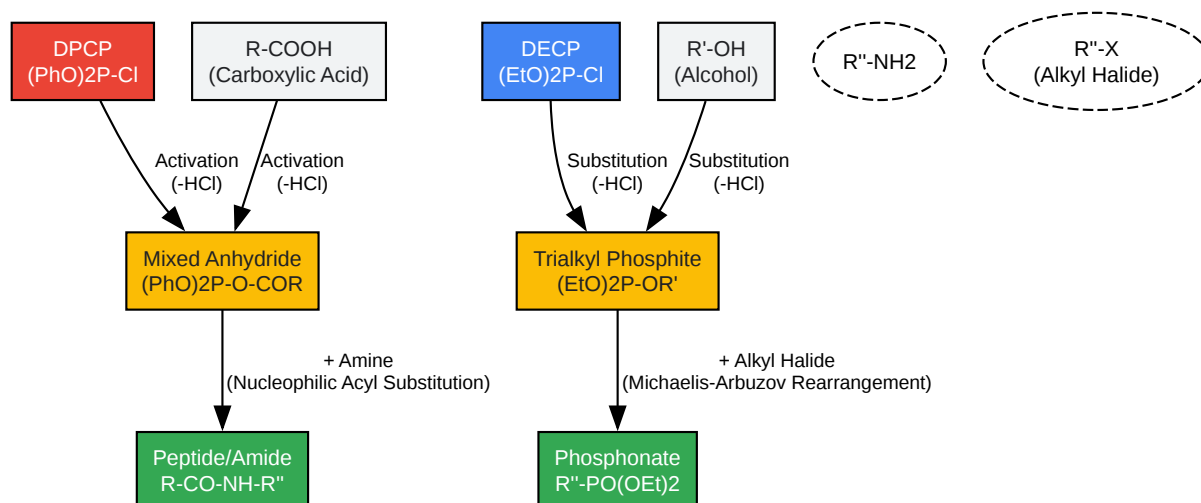 DPCP
(PhO)2P-Cl
R-COOH
(Carboxylic Acid)
DECP
(EtO)2P-Cl
R'-OH
(Alcohol)
R''-NH2
R''-X
(Alkyl Halide)
Activation
(-HCl)
Activation
(-HCl)
Substitution
(-HCl)
Substitution
(-HCl)
Mixed Anhydride
(PhO)2P-O-COR
Trialkyl Phosphite
(EtO)2P-OR'
+ Amine
(Nucleophilic Acyl Substitution)
+ Alkyl Halide
(Michaelis-Arbuzov Rearrangement)
Peptide/Amide
R-CO-NH-R''
Phosphonate
R''-PO(OEt)2